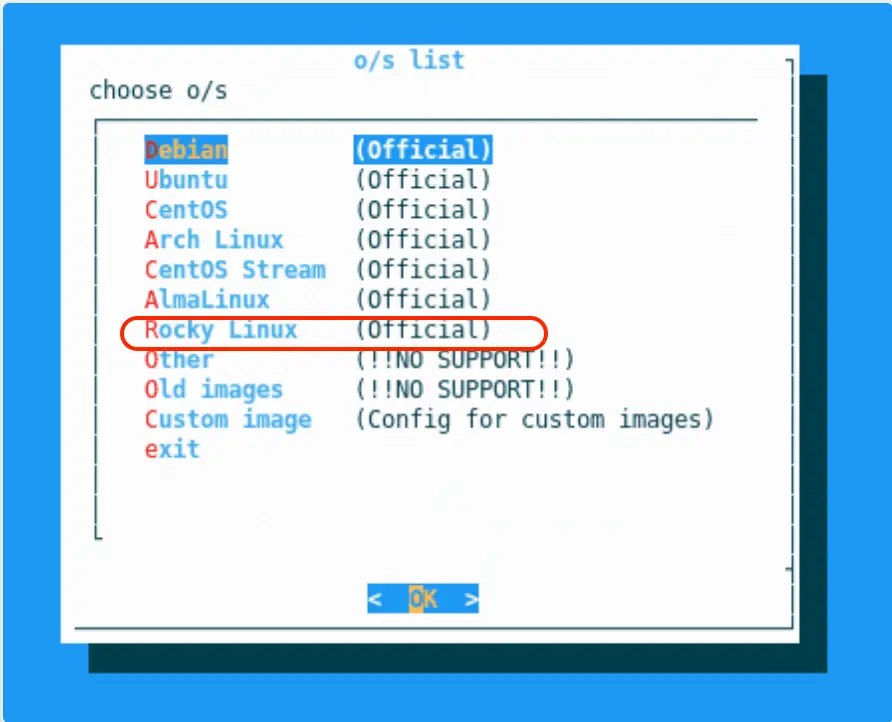 o/s list
choose o/s
Debian (Official)
Ubuntu (Official)
CentOS (Official)
Arch Linux (Official)
CentOS Stream (Official)
AlmaLinux (Official)
Rocky Linux (Official)
Other (!!NO SUPPORT!!)
Old images (!!NO SUPPORT!!)
Custom image (Config for custom images)
exit
< OK >